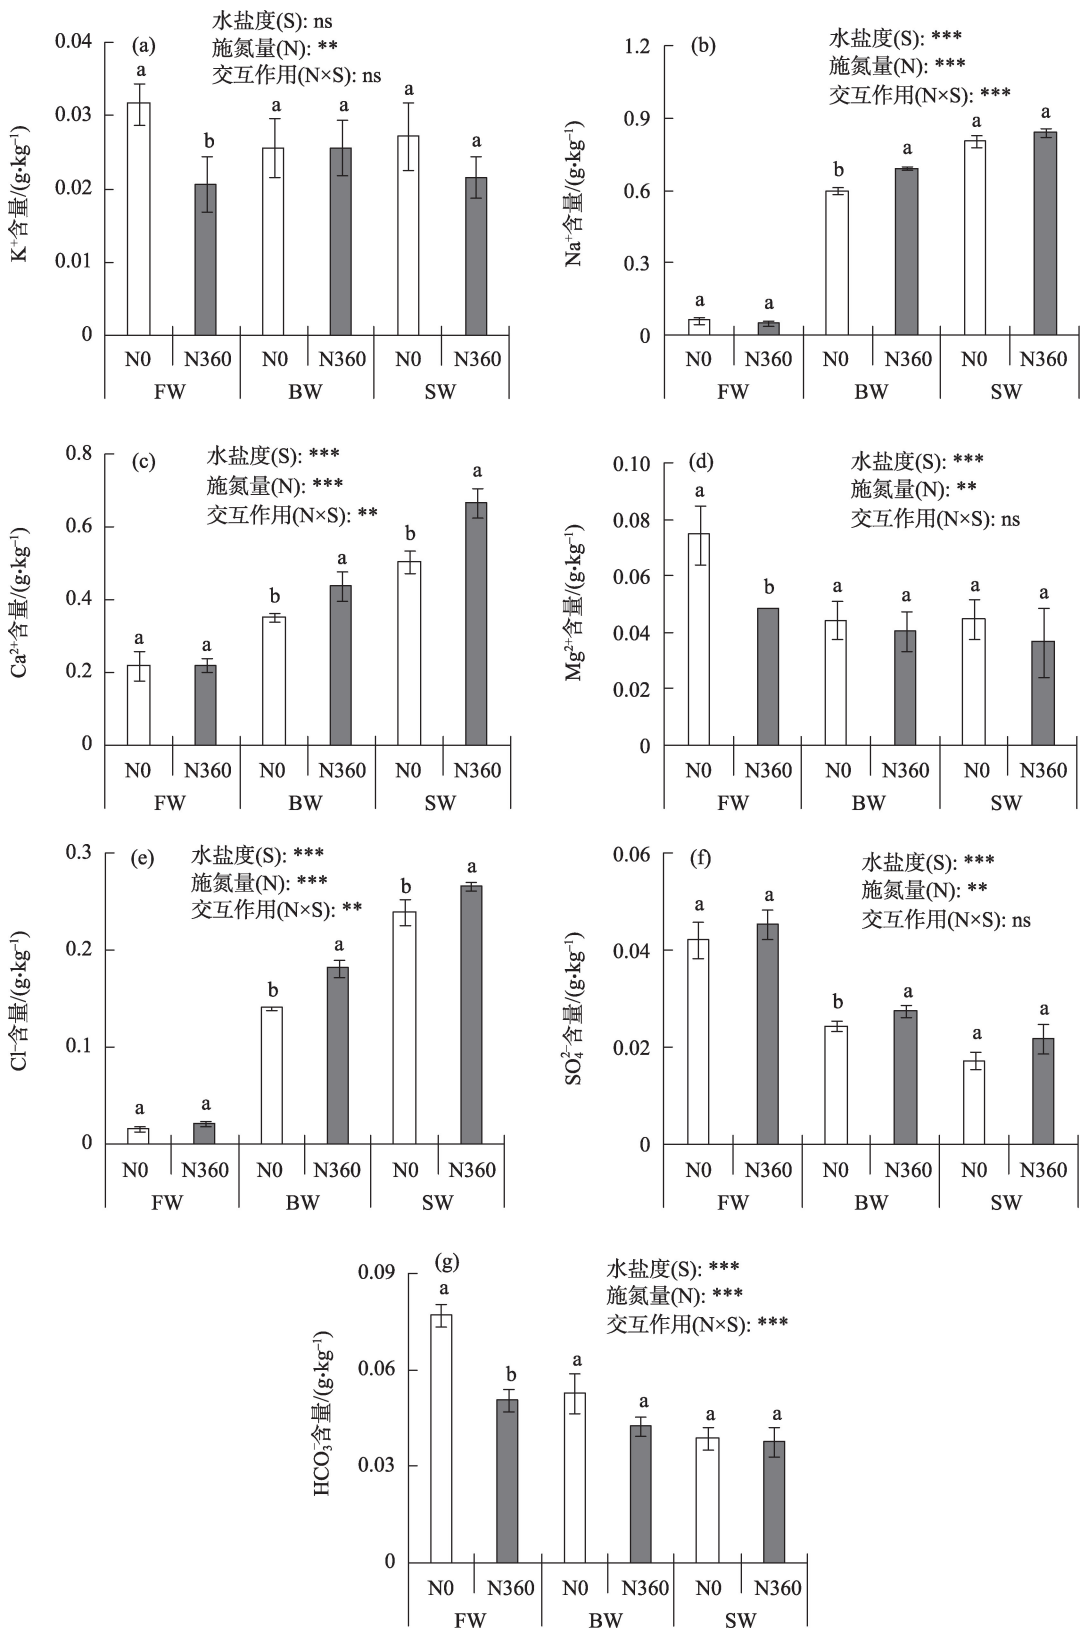 (a)
水盐度(S): ns
施氮量(N): **
交互作用(N×S): ns
K⁺含量/(g•kg⁻¹)
0.04
0.03
0.02
0.01
0
a
b
a
a
a
a
N0 N360 N0 N360 N0 N360
FW BW SW
(b)
水盐度(S): ***
施氮量(N): ***
交互作用(N×S): ***
Na⁺含量/(g•kg⁻¹)
1.2
0.9
0.6
0.3
0
a
a
b
a
a
a
N0 N360 N0 N360 N0 N360
FW BW SW
(c)
水盐度(S): ***
施氮量(N): ***
交互作用(N×S): **
Ca²⁺含量/(g•kg⁻¹)
0.8
0.6
0.4
0.2
0
a
a
b
a
b
a
N0 N360 N0 N360 N0 N360
FW BW SW
(d)
水盐度(S): ***
施氮量(N): **
交互作用(N×S): ns
Mg²⁺含量/(g•kg⁻¹)
0.10
0.08
0.06
0.04
0.02
0
a
b
a
a
a
a
N0 N360 N0 N360 N0 N360
FW BW SW
(e)
水盐度(S): ***
施氮量(N): ***
交互作用(N×S): **
Cl⁻含量/(g•kg⁻¹)
0.3
0.2
0.1
0
a
a
b
a
b
a
N0 N360 N0 N360 N0 N360
FW BW SW
(f)
水盐度(S): ***
施氮量(N): **
交互作用(N×S): ns
SO₄²⁻含量/(g•kg⁻¹)
0.06
0.04
0.02
0
a
a
b
a
a
a
N0 N360 N0 N360 N0 N360
FW BW SW
(g)
水盐度(S): ***
施氮量(N): ***
交互作用(N×S): ***
HCO₃⁻含量/(g•kg⁻¹)
0.09
0.06
0.03
0
a
b
a
a
a
a
N0 N360 N0 N360 N0 N360
FW BW SW